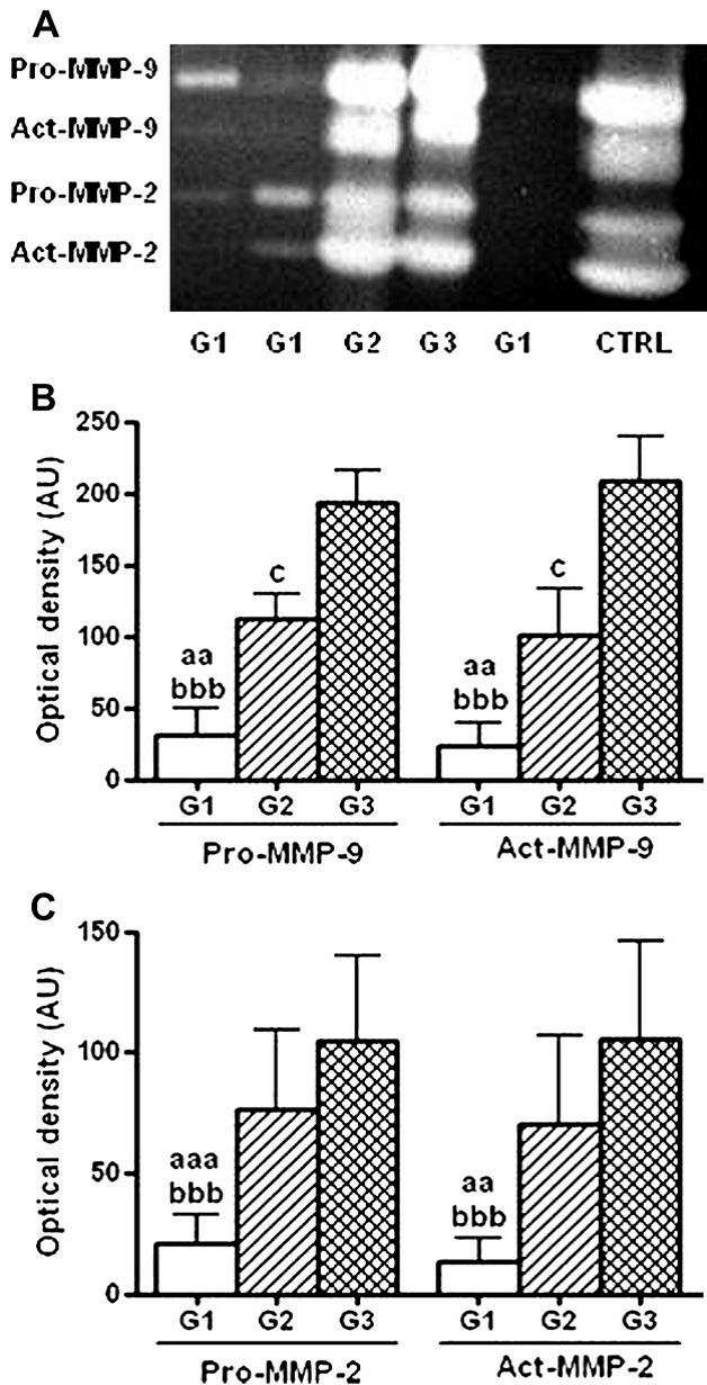 A
Pro-MMP-9
Act-MMP-9
Pro-MMP-2
Act-MMP-2
G1 G1 G2 G3 G1 CTRL
B
Optical density (AU)
250
200
150
100
50
0
aa
bbb
c
aa
bbb
c
G1 G2 G3 G1 G2 G3
Pro-MMP-9 Act-MMP-9
C
Optical density (AU)
150
100
50
0
aaa
bbb
aa
bbb
G1 G2 G3 G1 G2 G3
Pro-MMP-2 Act-MMP-2